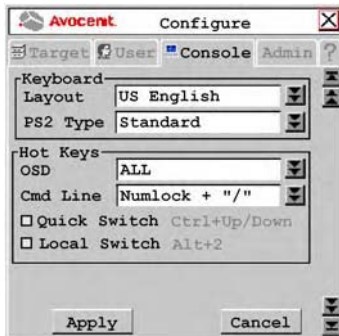 Avocent. Configure
Target User Console Admin ?
Keyboard
Layout US English
PS2 Type Standard
Hot Keys
OSD ALL
Cmd Line Numlock + "/"
Quick Switch Ctrl+Up/Down
Local Switch Alt+2
Apply Cancel